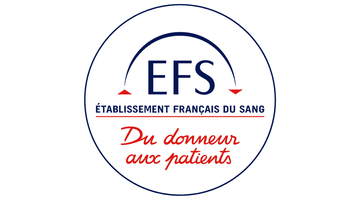 EFS
ÉTABLISSEMENT FRANÇAIS DU SANG
Du donneur
aux patients